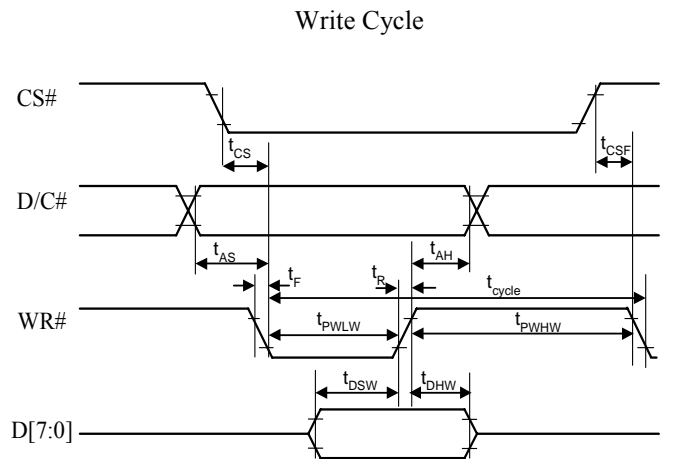 Write Cycle
CS#
tCS
tCSF
D/C#
tAS
tAH
tF
tR
tcycle
WR#
tPWLW
tPWHW
tDSW
tDHW
D[7:0]